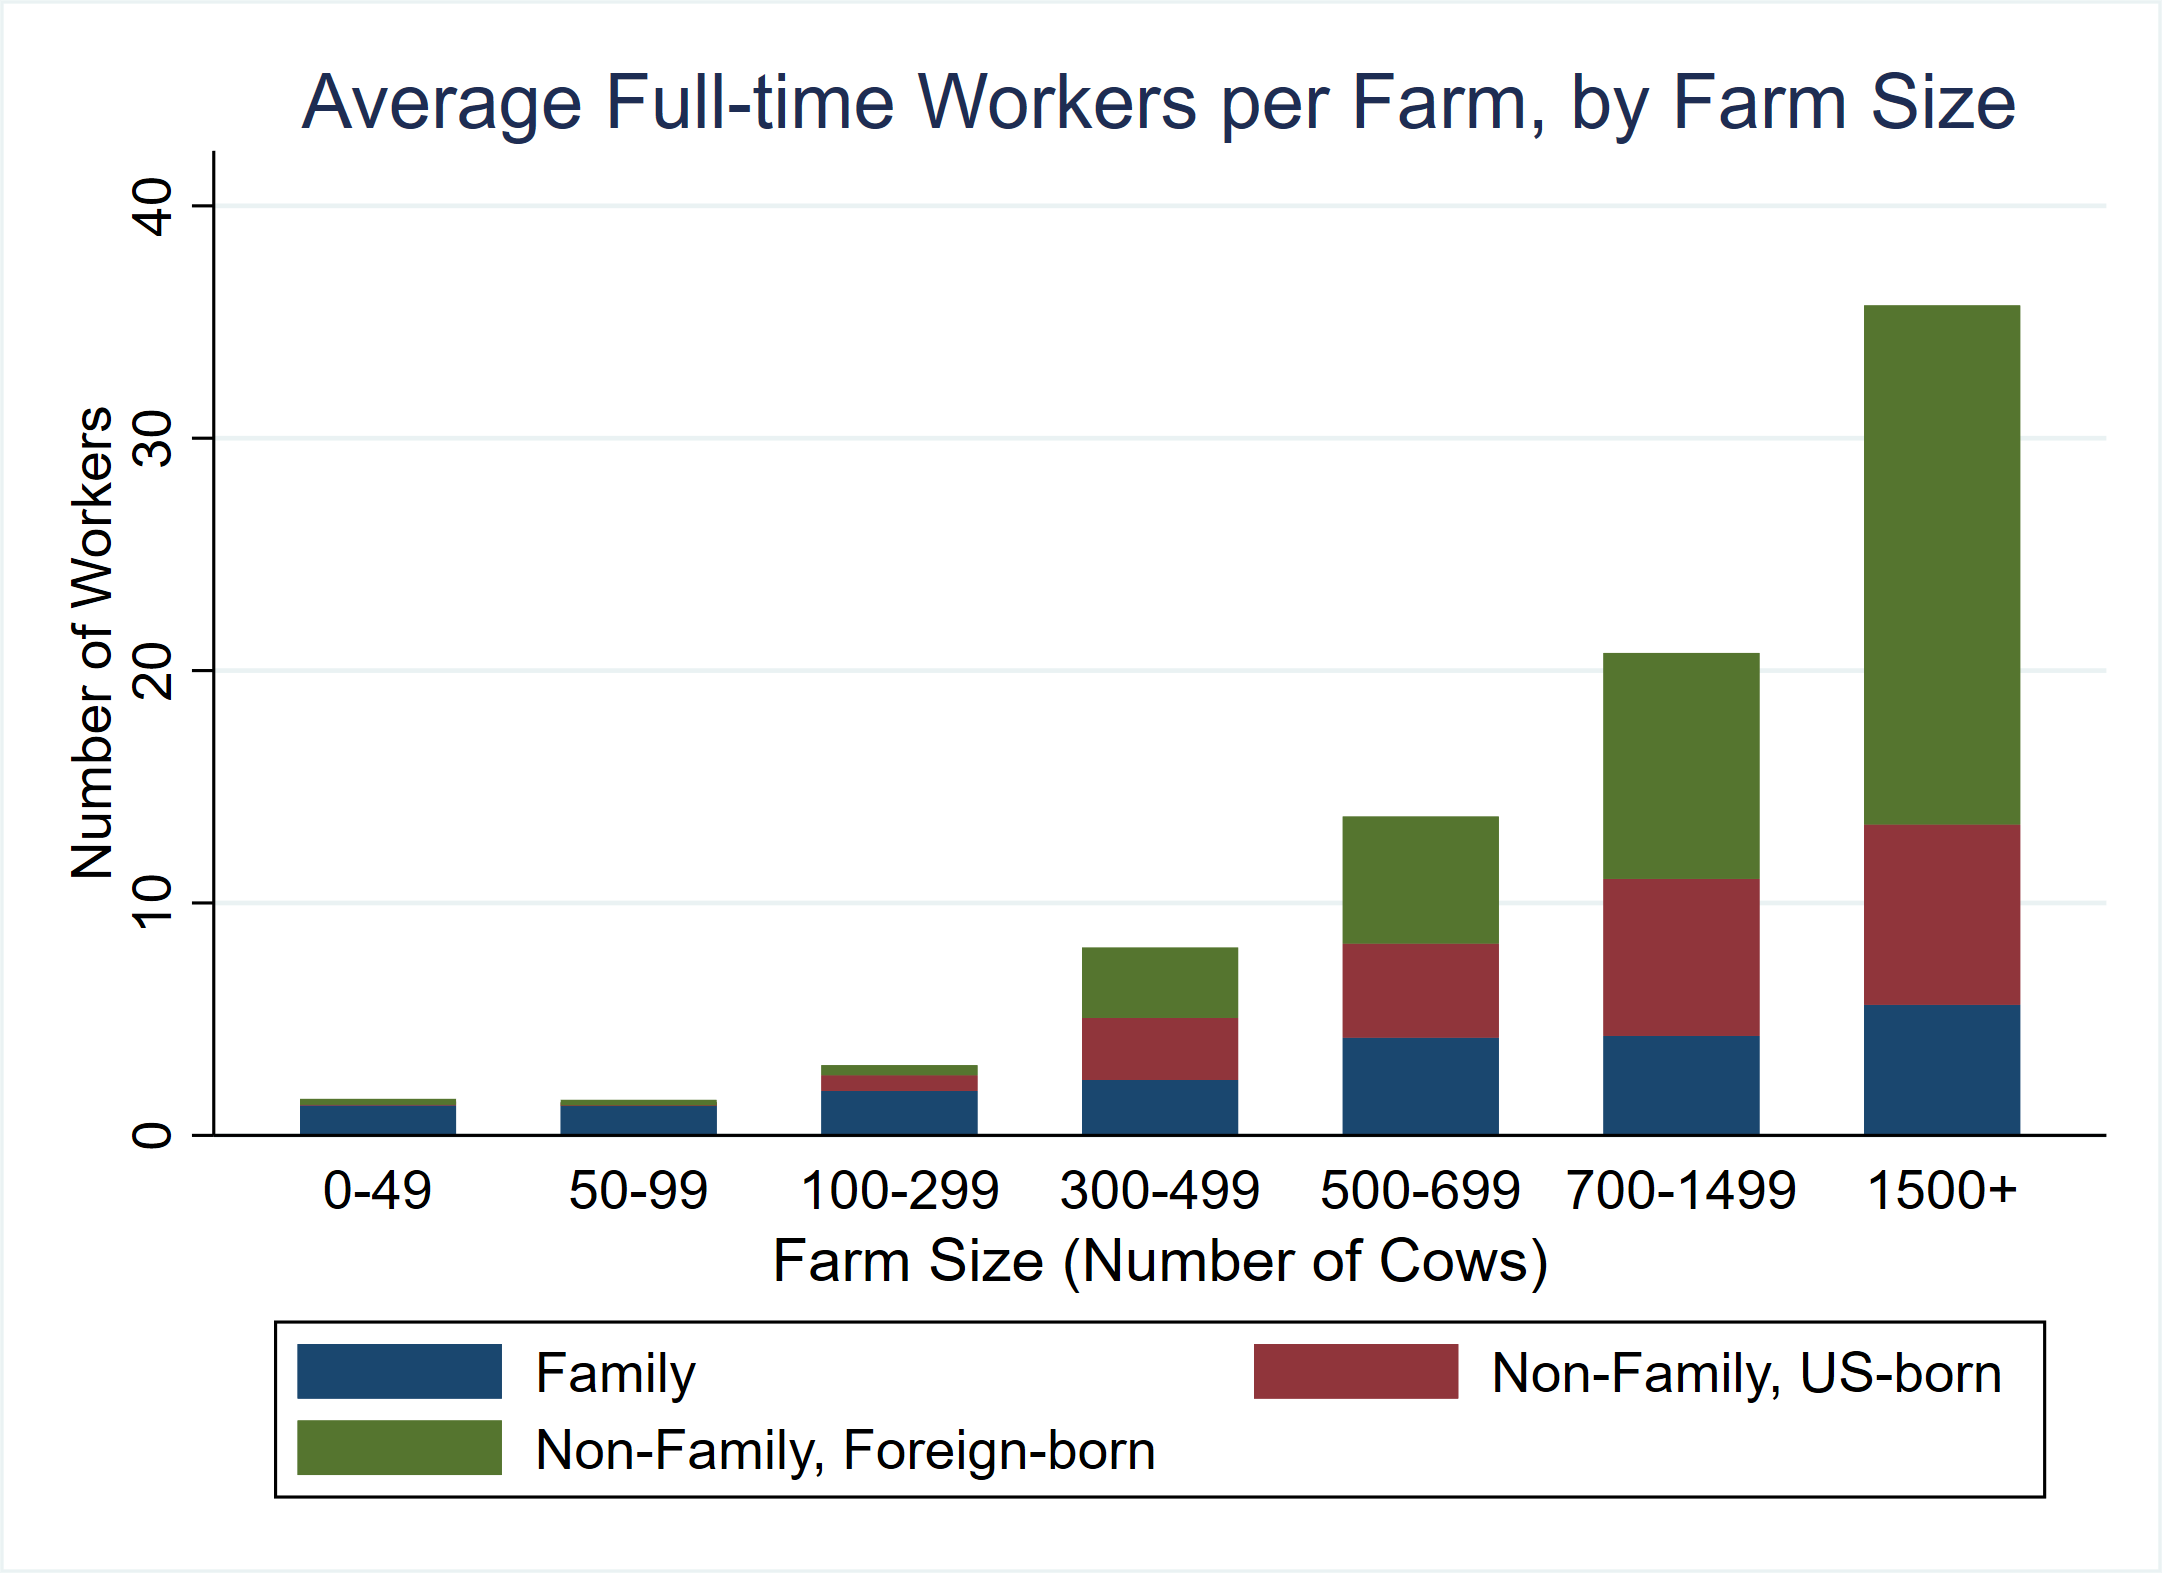 Average Full-time Workers per Farm, by Farm Size
Number of Workers
40
30
20
10
0
0-49 50-99 100-299 300-499 500-699 700-1499 1500+
Farm Size (Number of Cows)
Family
Non-Family, US-born
Non-Family, Foreign-born